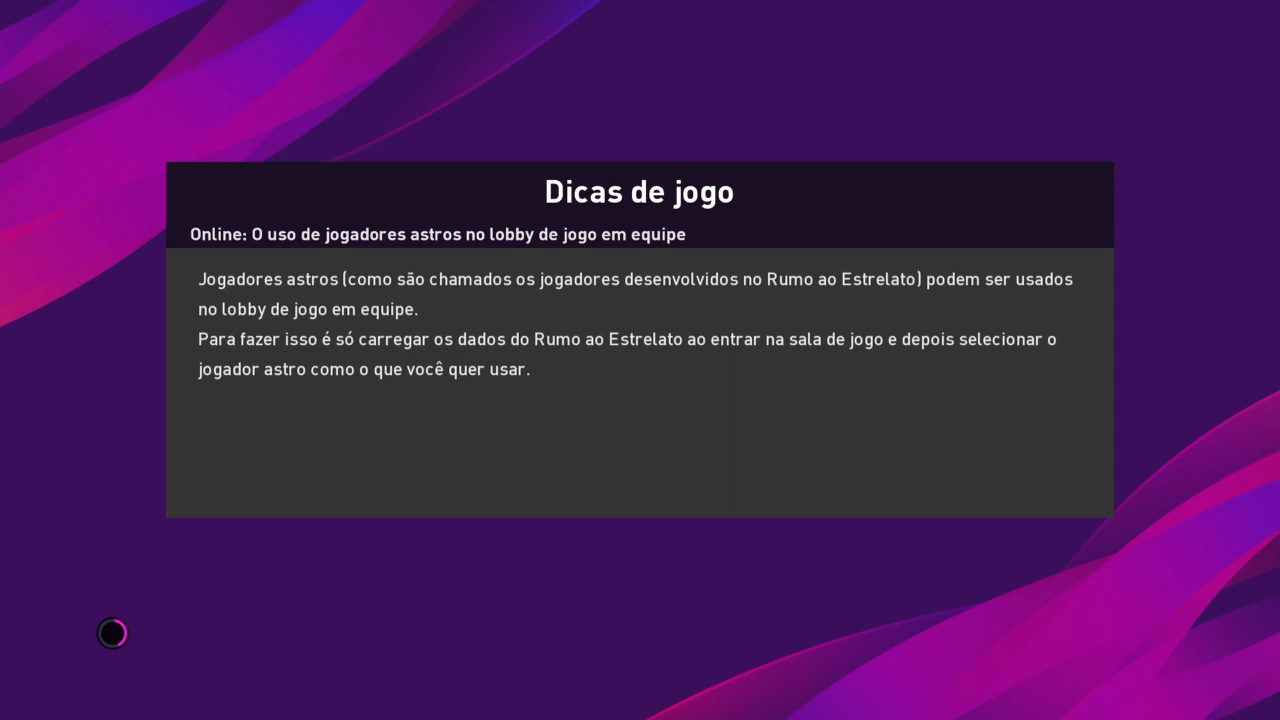 Dicas de jogo
Online: O uso de jogadores astros no lobby de jogo em equipe
Jogadores astros (como são chamados os jogadores desenvolvidos no Rumo ao Estrelato) podem ser usados
no lobby de jogo em equipe.
Para fazer isso é só carregar os dados do Rumo ao Estrelato ao entrar na sala de jogo e depois selecionar o
jogador astro como o que você quer usar.